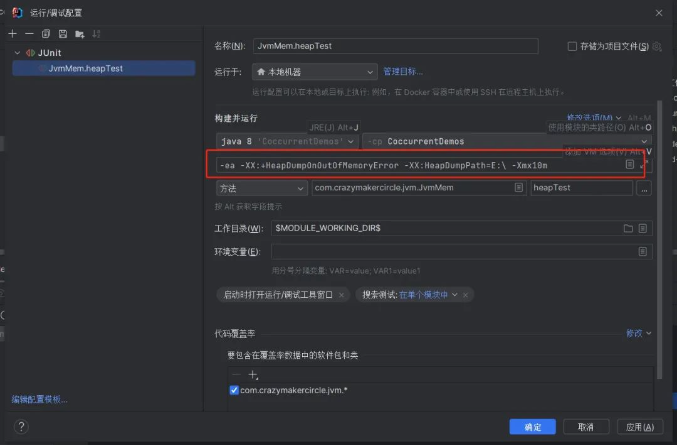 运行/调试配置
JUnit
JvmMem.heapTest
名称(N): JvmMem.heapTest 存储为项目文件(S)
运行于: 本地机器 管理目标...
运行配置可以在本地或目标上执行: 例如，在 Docker 容器中或使用 SSH 在远程主机上执行。
构建并运行 修改选项(M) Alt+M
JRE(J) Alt+J 使用模块的类路径(O) Alt+O
java 8 'CoccurrentDemos' -cp CoccurrentDemos
添加 VM 选项(V) Alt+V
-ea -XX:+HeapDumpOnOutOfMemoryError -XX:HeapDumpPath=E:\ -Xmx10m
方法 com.crazymakercircle.jvm.JvmMem heapTest ...
按 Alt 获取字段提示
工作目录(W): $MODULE_WORKING_DIR$
环境变量(E):
用分号分隔变量: VAR=value; VAR1=value1
启动时打开运行/调试工具窗口 搜索测试: 在单个模块中
代码覆盖率 修改
要包含在覆盖率数据中的软件包和类
com.crazymakercircle.jvm.*
编辑配置模板...
? 确定 取消 应用(A)